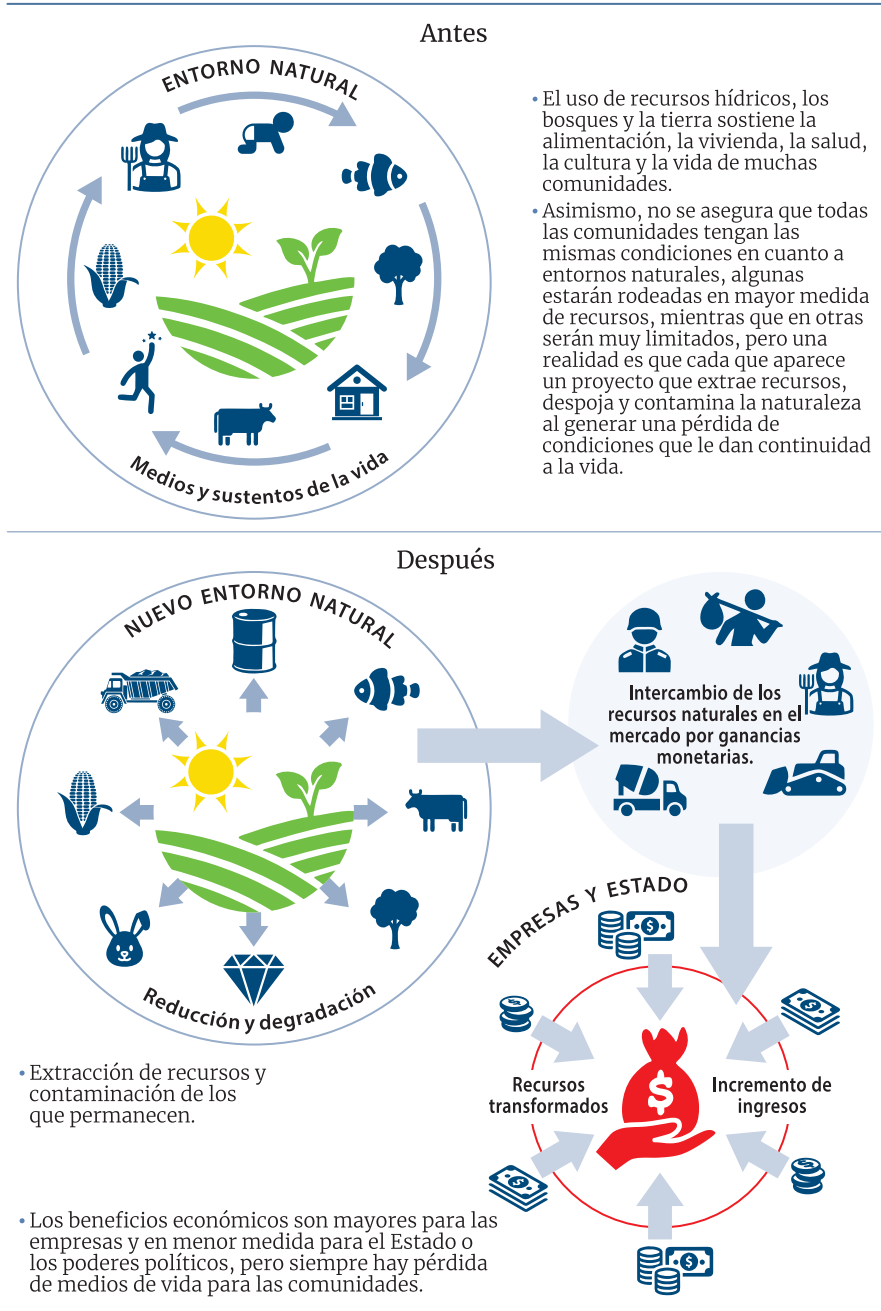 Antes
ENTORNO NATURAL
Medios y sustentos de la vida
• El uso de recursos hídricos, los
bosques y la tierra sostiene la
alimentación, la vivienda, la salud,
la cultura y la vida de muchas
comunidades.
• Asimismo, no se asegura que todas
las comunidades tengan las
mismas condiciones en cuanto a
entornos naturales, algunas
estarán rodeadas en mayor medida
de recursos, mientras que en otras
serán muy limitados, pero una
realidad es que cada que aparece
un proyecto que extrae recursos,
despoja y contamina la naturaleza
al generar una pérdida de
condiciones que le dan continuidad
a la vida.
Después
NUEVO ENTORNO NATURAL
Reducción y degradación
Intercambio de los
recursos naturales en el
mercado por ganancias
monetarias.
EMPRESAS Y ESTADO
$
$
$
$
Recursos
transformados
$
Incremento de
ingresos
$
$
$
• Extracción de recursos y
contaminación de los
que permanecen.
• Los beneficios económicos son mayores para las
empresas y en menor medida para el Estado o
los poderes políticos, pero siempre hay pérdida
de medios de vida para las comunidades.